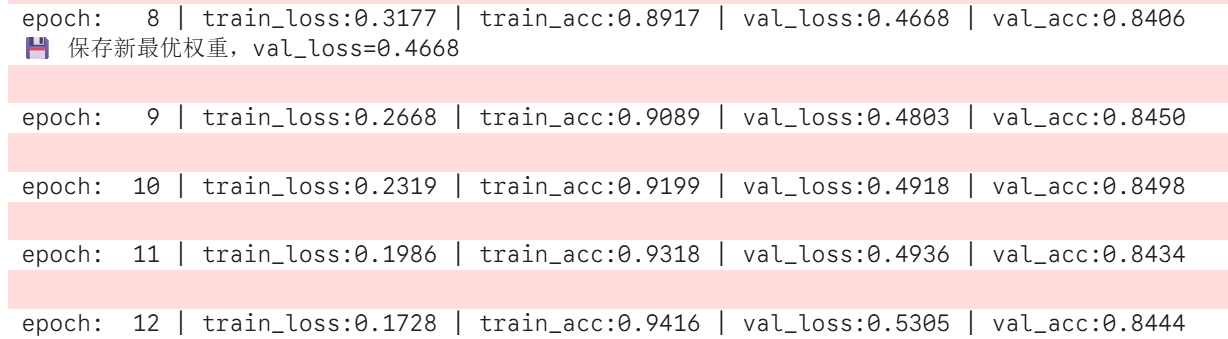 epoch:   8 | train_loss:0.3177 | train_acc:0.8917 | val_loss:0.4668 | val_acc:0.8406
💾 保存新最优权重，val_loss=0.4668
epoch:   9 | train_loss:0.2668 | train_acc:0.9089 | val_loss:0.4803 | val_acc:0.8450
epoch:  10 | train_loss:0.2319 | train_acc:0.9199 | val_loss:0.4918 | val_acc:0.8498
epoch:  11 | train_loss:0.1986 | train_acc:0.9318 | val_loss:0.4936 | val_acc:0.8434
epoch:  12 | train_loss:0.1728 | train_acc:0.9416 | val_loss:0.5305 | val_acc:0.8444